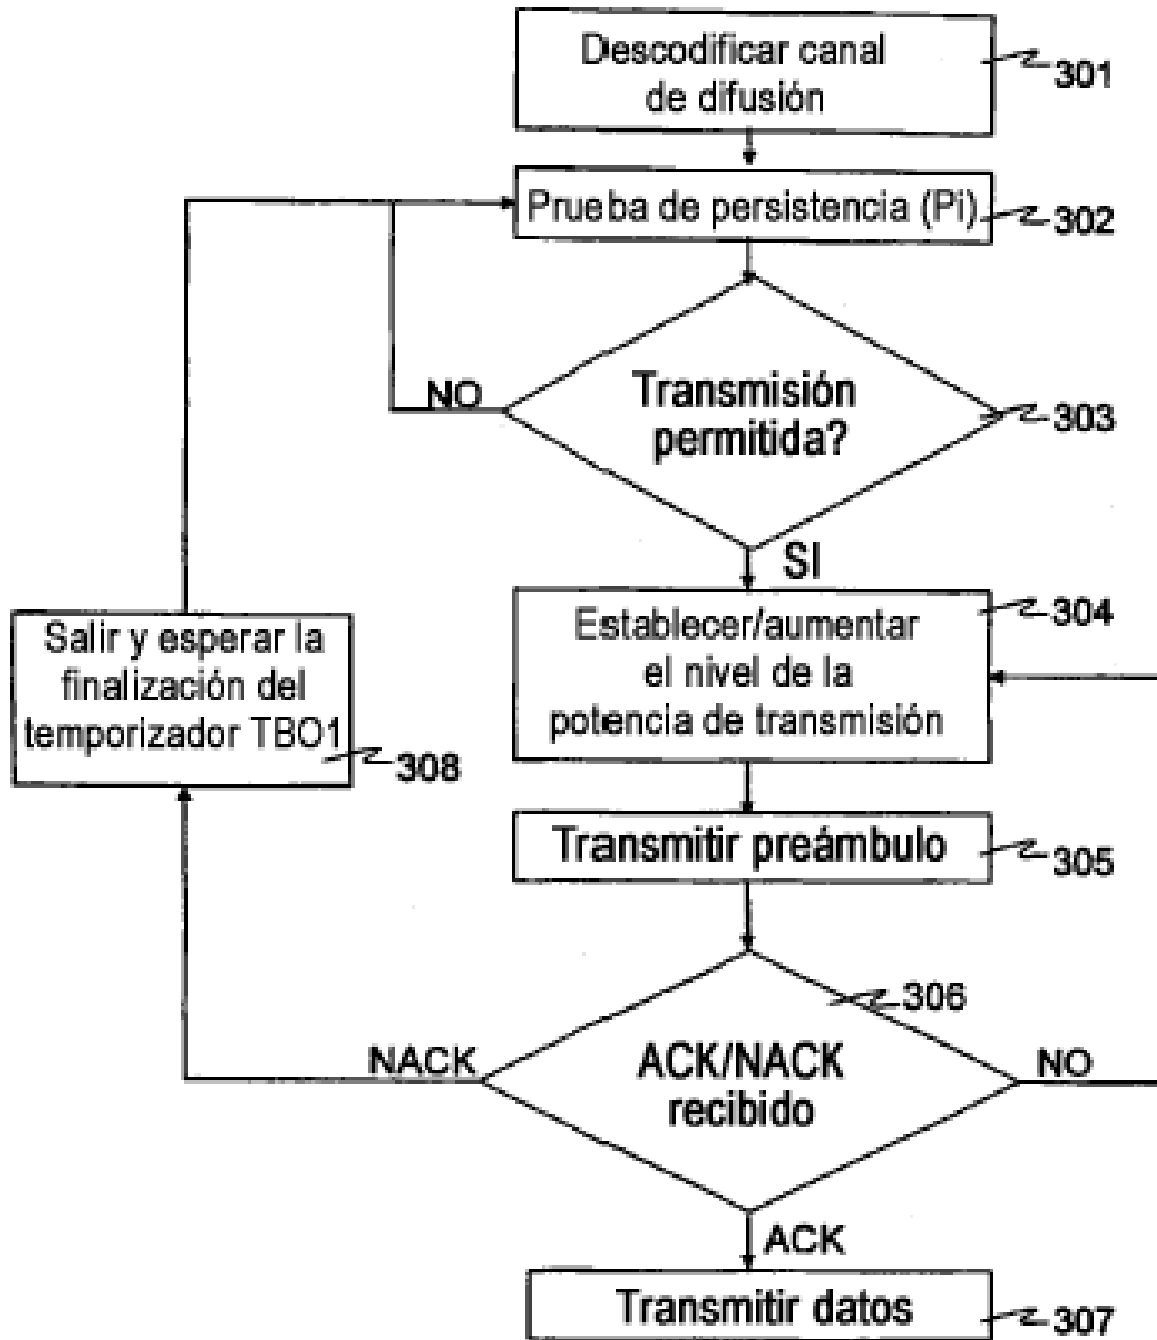 Descodificar canal
de difusión
301
Prueba de persistencia (Pi)
302
Transmisión
permitida?
303
NO
SI
Establecer/aumentar
el nivel de la
potencia de transmisión
304
Salir y esperar la
finalización del
temporizador TBO1
308
Transmitir preámbulo
305
306
ACK/NACK
recibido
NACK
NO
ACK
Transmitir datos
307